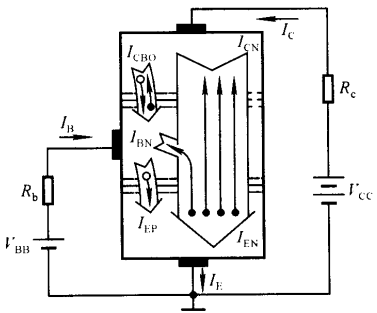 I_C
I_CBO
I_CN
I_B
I_BN
R_c
R_b
V_CC
I_EP
I_EN
V_BB
I_E